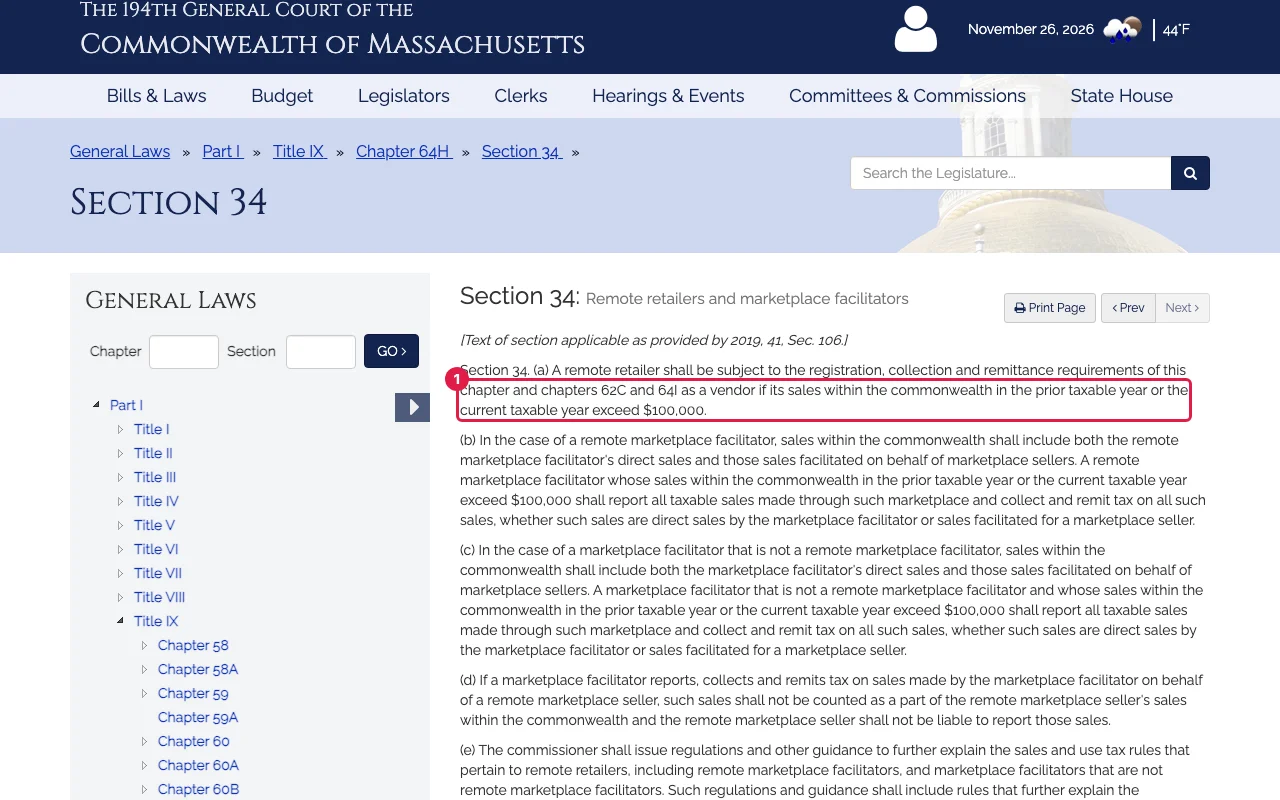 The 194th General Court of the
Commonwealth of Massachusetts
November 26, 2026
44°F
Bills & Laws
Budget
Legislators
Clerks
Hearings & Events
Committees & Commissions
State House
General Laws » Part I » Title IX » Chapter 64H » Section 34 »
Section 34
Search the Legislature...
General Laws
Chapter
Section
GO ›
Part I
Title I
Title II
Title III
Title IV
Title V
Title VI
Title VII
Title VIII
Title IX
Chapter 58
Chapter 58A
Chapter 59
Chapter 59A
Chapter 60
Chapter 60A
Chapter 60B
Section 34: Remote retailers and marketplace facilitators
Print Page
‹ Prev
Next ›
[Text of section applicable as provided by 2019, 41, Sec. 106.]
1
Section 34. (a) A remote retailer shall be subject to the registration, collection and remittance requirements of this
chapter and chapters 62C and 64I as a vendor if its sales within the commonwealth in the prior taxable year or the
current taxable year exceed $100,000.
(b) In the case of a remote marketplace facilitator, sales within the commonwealth shall include both the remote
marketplace facilitator's direct sales and those sales facilitated on behalf of marketplace sellers. A remote
marketplace facilitator whose sales within the commonwealth in the prior taxable year or the current taxable year
exceed $100,000 shall report all taxable sales made through such marketplace and collect and remit tax on all such
sales, whether such sales are direct sales by the marketplace facilitator or sales facilitated for a marketplace seller.
(c) In the case of a marketplace facilitator that is not a remote marketplace facilitator, sales within the
commonwealth shall include both the marketplace facilitator's direct sales and those sales facilitated on behalf of
marketplace sellers. A marketplace facilitator that is not a remote marketplace facilitator and whose sales within the
commonwealth in the prior taxable year or the current taxable year exceed $100,000 shall report all taxable sales
made through such marketplace and collect and remit tax on all such sales, whether such sales are direct sales by
the marketplace facilitator or sales facilitated for a marketplace seller.
(d) If a marketplace facilitator reports, collects and remits tax on sales made by the marketplace facilitator on behalf
of a remote marketplace seller, such sales shall not be counted as a part of the remote marketplace seller's sales
within the commonwealth and the remote marketplace seller shall not be liable to report those sales.
(e) The commissioner shall issue regulations and other guidance to further explain the sales and use tax rules that
pertain to remote retailers, including remote marketplace facilitators, and marketplace facilitators that are not
remote marketplace facilitators. Such regulations and guidance shall include rules that further explain the